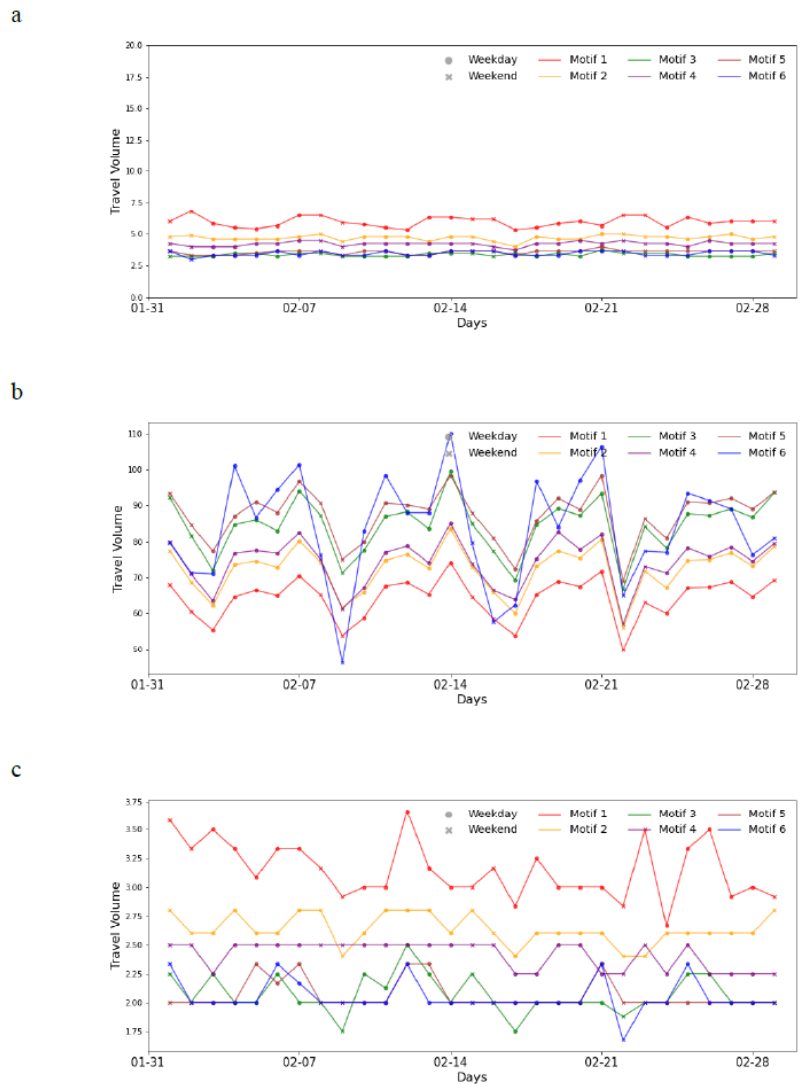 a
20.0
17.5
15.0
12.5
10.0
7.5
5.0
2.5
0.0
Travel Volume
Weekday Motif 1 Motif 3 Motif 5
Weekend Motif 2 Motif 4 Motif 6
01-31 02-07 02-14 02-21 02-28
Days
b
110
100
90
80
70
60
50
Travel Volume
Weekday Motif 1 Motif 3 Motif 5
Weekend Motif 2 Motif 4 Motif 6
01-31 02-07 02-14 02-21 02-28
Days
c
3.75
3.50
3.25
3.00
2.75
2.50
2.25
2.00
1.75
Travel Volume
Weekday Motif 1 Motif 3 Motif 5
Weekend Motif 2 Motif 4 Motif 6
01-31 02-07 02-14 02-21 02-28
Days